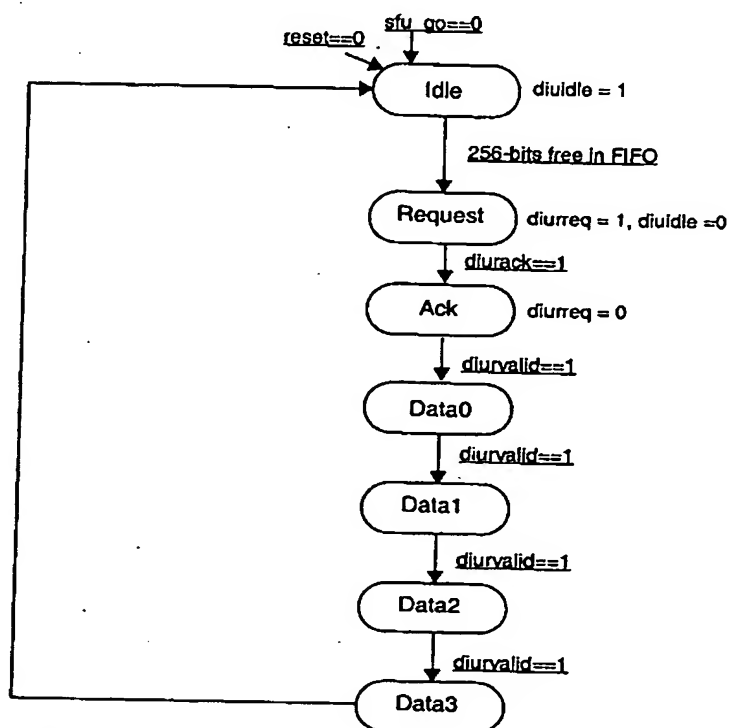 sfu_go==0
reset==0
Idle
diuidle = 1
256-bits free in FIFO
Request
diurreq = 1, diuidle =0
diurack==1
Ack
diurreq = 0
diurvalid==1
Data0
diurvalid==1
Data1
diurvalid==1
Data2
diurvalid==1
Data3